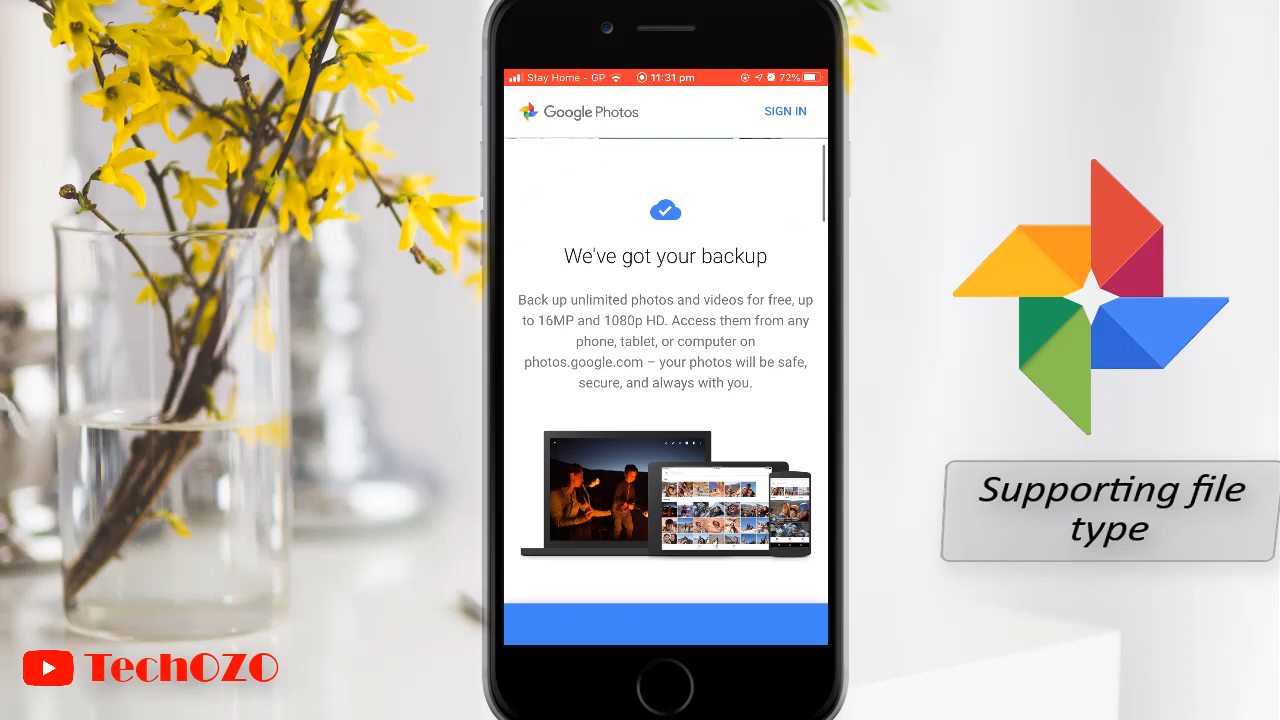 Stay Home - GP
11:31 pm
72%
Google Photos
SIGN IN
We've got your backup
Back up unlimited photos and videos for free, up
to 16MP and 1080p HD. Access them from any
phone, tablet, or computer on
photos.google.com – your photos will be safe,
secure, and always with you.
Supporting file
type
TechOZO